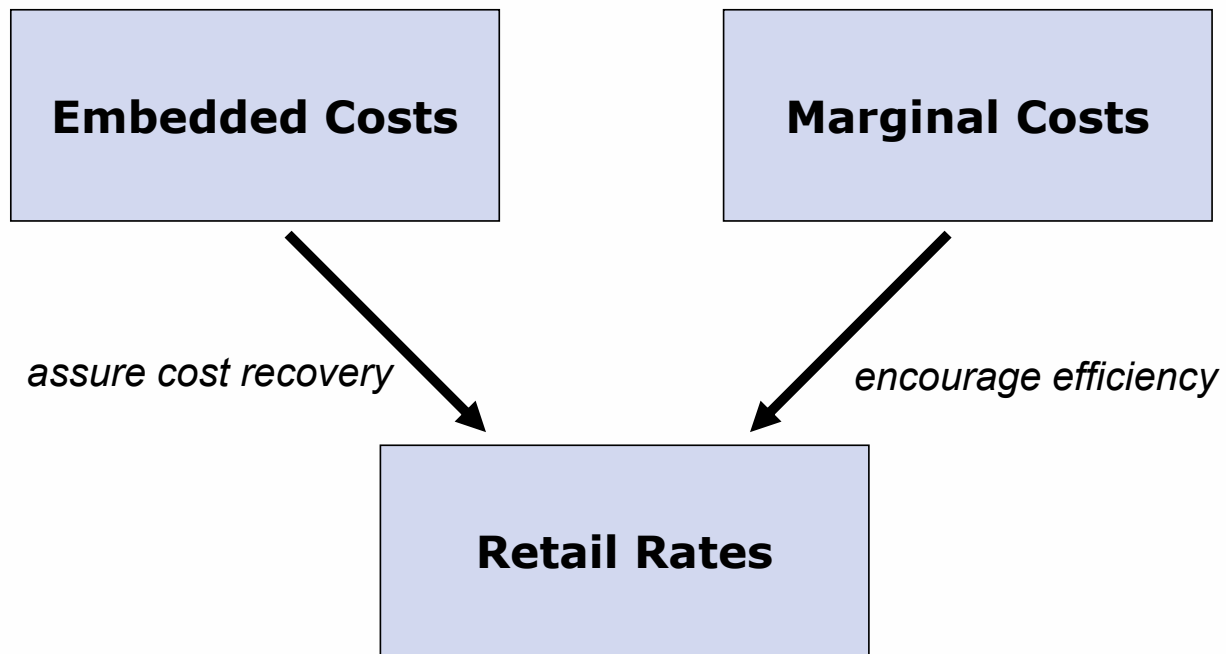 Embedded Costs
Marginal Costs
assure cost recovery
encourage efficiency
Retail Rates